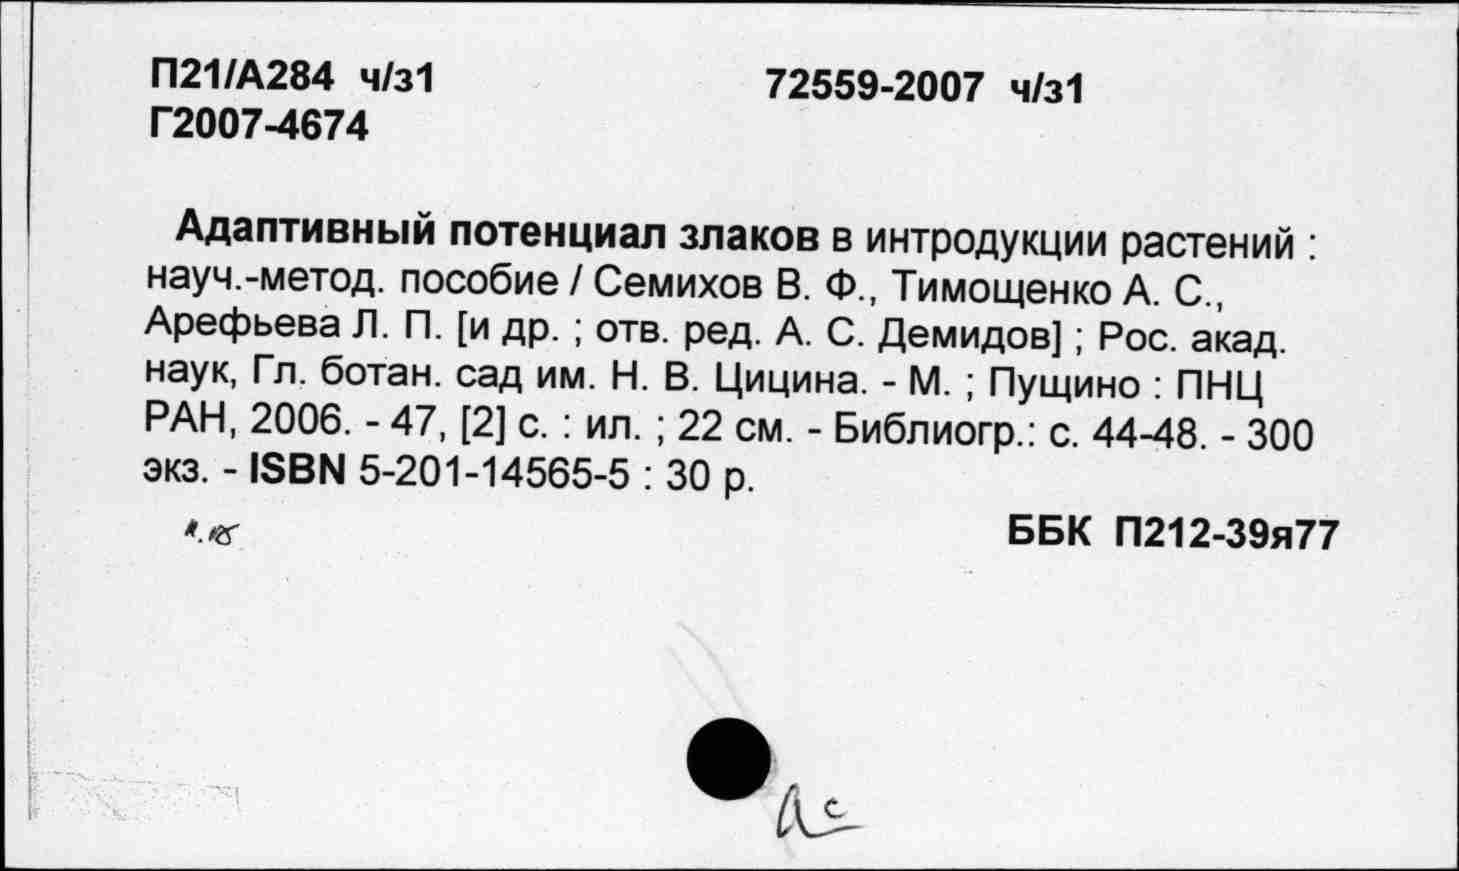 П21/А284 ч/з1 72559-2007 ч/з1
Г2007-4674
Адаптивный потенциал злаков в интродукции растений :
науч.-метод. пособие / Семихов В. Ф., Тимощенко А. С.,
Арефьева Л. П. [и др. ; отв. ред. А. С. Демидов] ; Рос. акад.
наук, Гл. ботан. сад им. Н. В. Цицина. - М. ; Пущино : ПНЦ
РАН, 2006. - 47, [2] с. : ил. ; 22 см. - Библиогр.: с. 44-48. - 300
экз. - ISBN 5-201-14565-5 : 30 р.
ББК П212-39я77